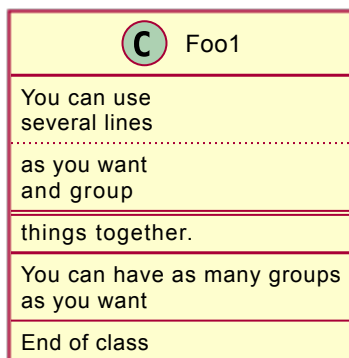 C Foo1
You can use
several lines
as you want
and group
things together.
You can have as many groups
as you want
End of class